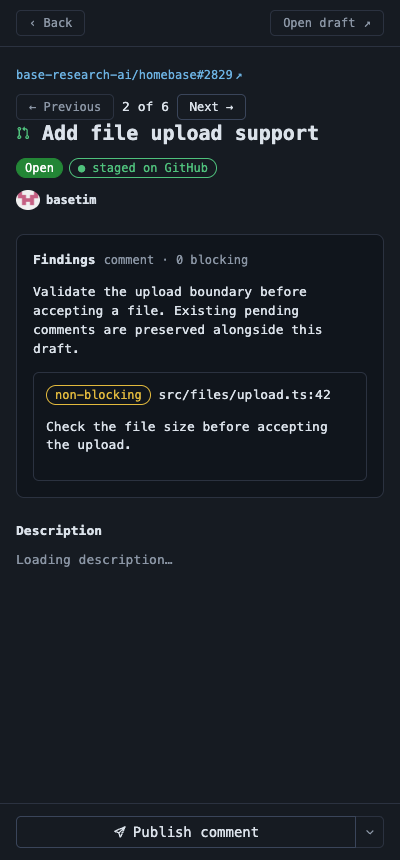 ‹ Back
Open draft ↗
base-research-ai/homebase#2829↗
← Previous
2 of 6
Next →
Add file upload support
Open
staged on GitHub
basetim
Findings comment · 0 blocking
Validate the upload boundary before
accepting a file. Existing pending
comments are preserved alongside this
draft.
non-blocking src/files/upload.ts:42
Check the file size before accepting
the upload.
Description
Loading description…
Publish comment